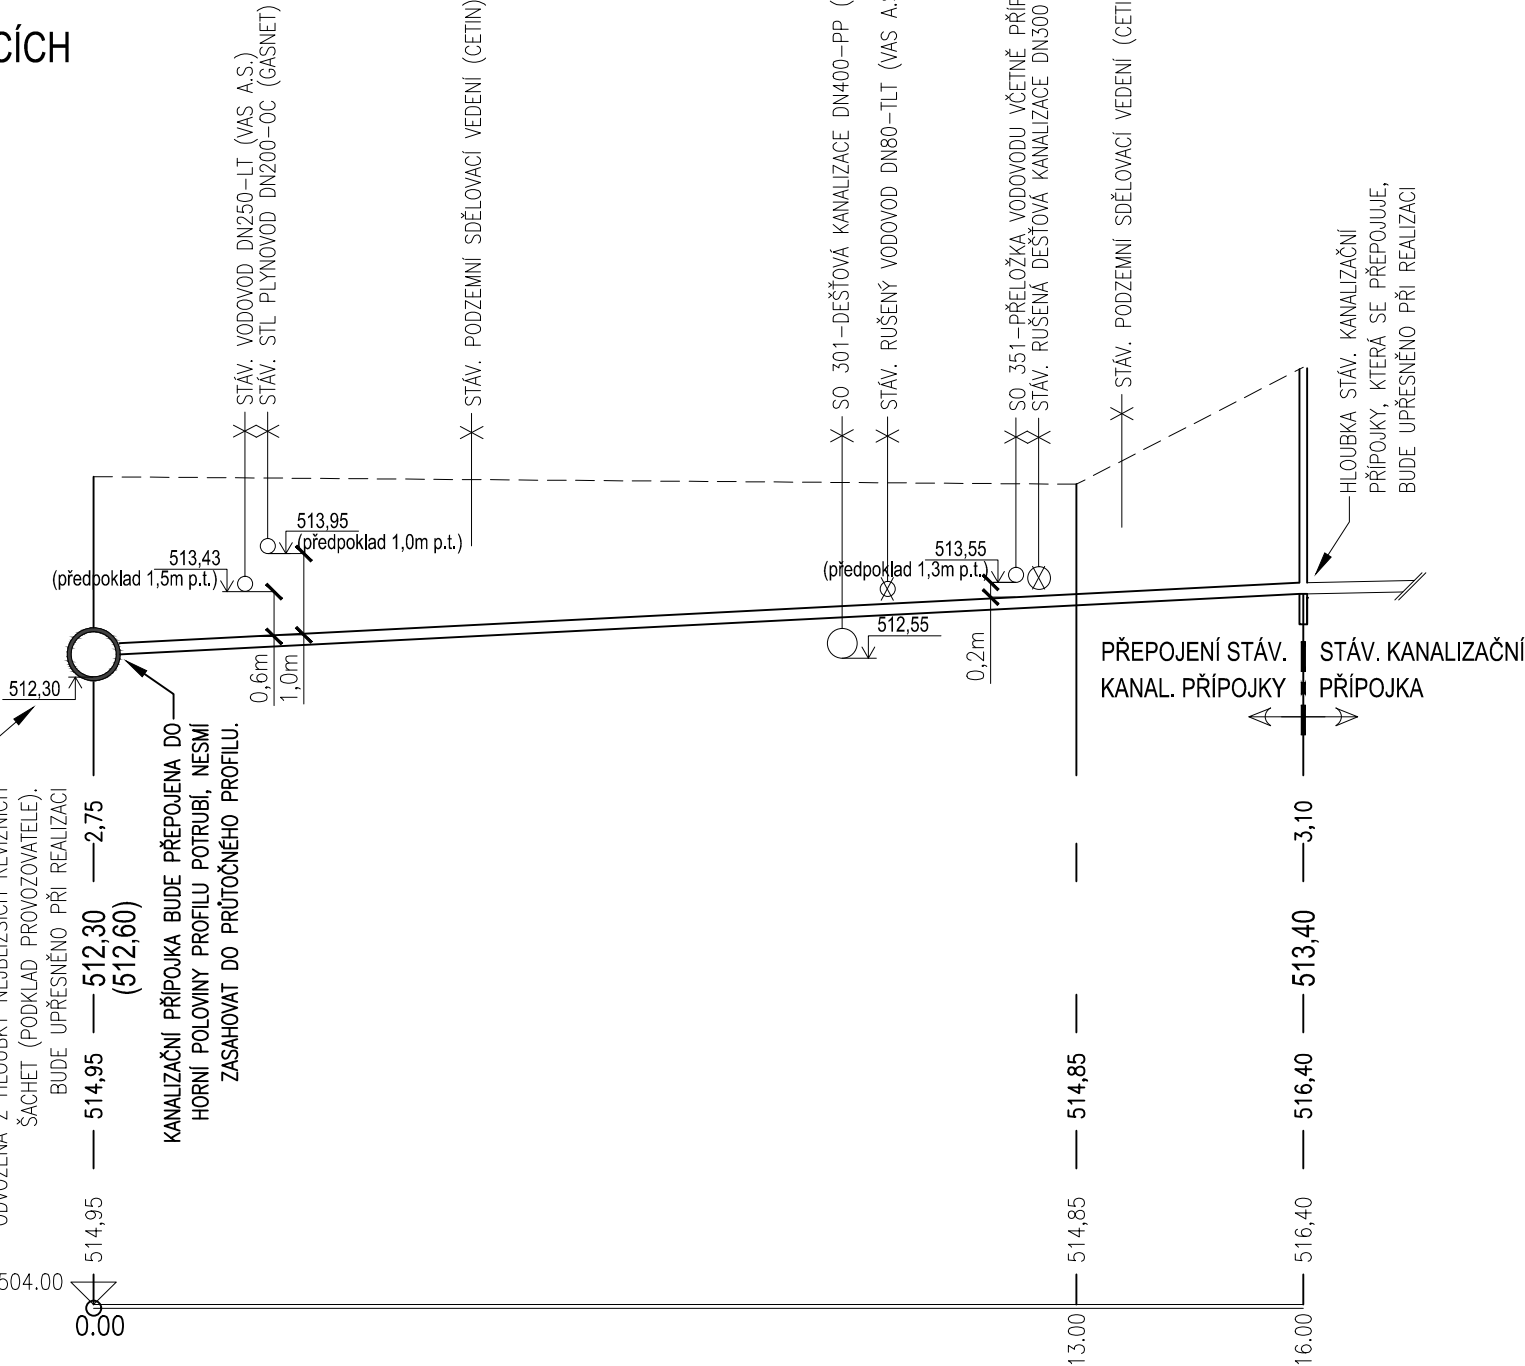 CÍCH
STÁV. VODOVOD DN250-LT (VAS A.S.)
STÁV. STL PLYNOVOD DN200-OC (GASNET)
STÁV. PODZEMNÍ SDĚLOVACÍ VEDENÍ (CETIN)
SO 301-DEŠŤOVÁ KANALIZACE DN400-PP (
STÁV. RUŠENÝ VODOVOD DN80-TLT (VAS A.S
SO 351-PŘELOŽKA VODOVODU VČETNĚ PŘÍP
STÁV. RUŠENÁ DEŠŤOVÁ KANALIZACE DN300
STÁV. PODZEMNÍ SDĚLOVACÍ VEDENÍ (CETI
HLOUBKA STÁV. KANALIZAČNÍ
PŘÍPOJKY, KTERÁ SE PŘEPOJUJE,
BUDE UPŘESNĚNO PŘI REALIZACI
513,95
(předpoklad 1,0m p.t.)
513,43
(předpoklad 1,5m p.t.)
513,55
(předpoklad 1,3m p.t.)
512,55
512,30
0,6m
1,0m
0,2m
PŘEPOJENÍ STÁV.
KANAL. PŘÍPOJKY
STÁV. KANALIZAČNÍ
PŘÍPOJKA
KANALIZAČNÍ PŘÍPOJKA BUDE PŘEPOJENA DO
HORNÍ POLOVINY PROFILU POTRUBÍ, NESMÍ
ZASAHOVAT DO PRŮTOČNÉHO PROFILU.
ODVOZENA Z HLOUBKY NEJBLIŽŠÍCH REVIZNÍCH
ŠACHET (PODKLAD PROVOZOVATELE).
BUDE UPŘESNĚNO PŘI REALIZACI
2,75
3,10
512,30
(512,60)
513,40
514,95
514,85
516,40
514,95
514,85
516,40
504.00
0.00
13.00
16.00